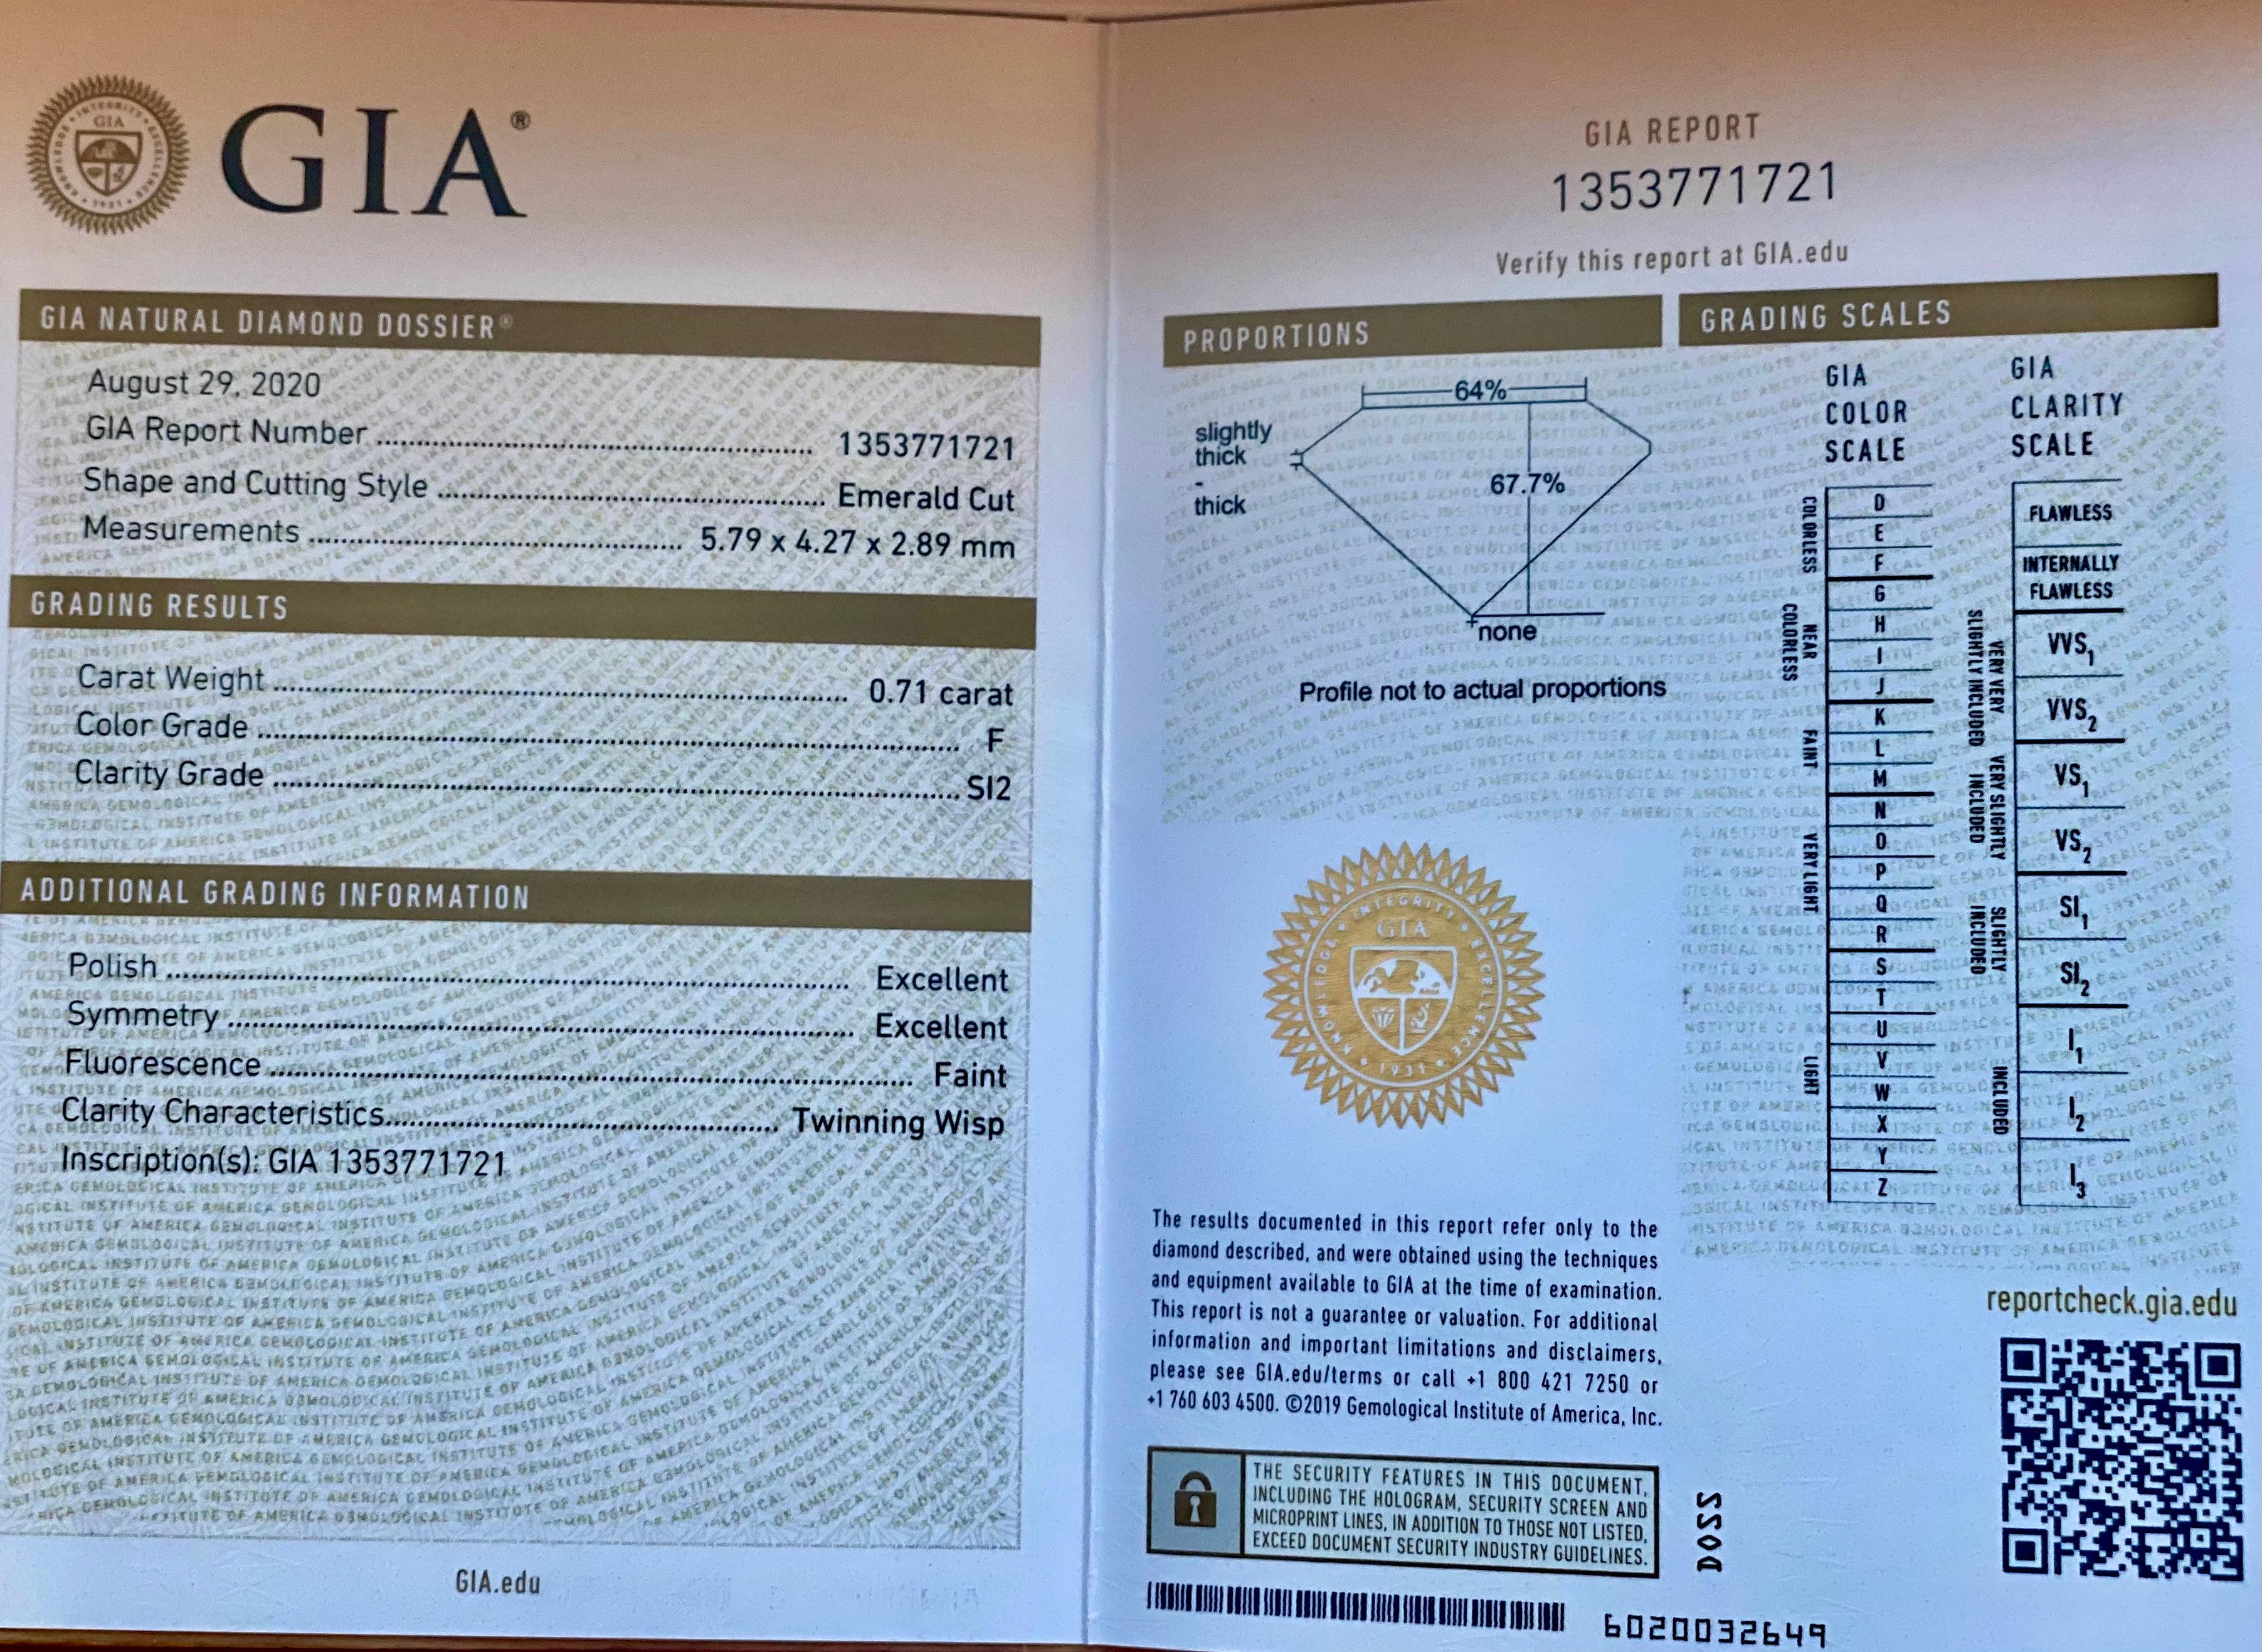 GIA®
GIA NATURAL DIAMOND DOSSIER®
August 29, 2020
GIA Report Number 1353771721
Shape and Cutting Style Emerald Cut
Measurements 5.79 x 4.27 x 2.89 mm
GRADING RESULTS
Carat Weight 0.71 carat
Color Grade F
Clarity Grade SI2
ADDITIONAL GRADING INFORMATION
Polish Excellent
Symmetry Excellent
Fluorescence Faint
Clarity Characteristics Twinning Wisp
Inscription(s): GIA 1353771721
GIA.edu
GIA REPORT
1353771721
Verify this report at GIA.edu
PROPORTIONS
64%
slightly
thick
-
thick
67.7%
none
Profile not to actual proportions
INTEGRITY
GIA
KNOWLEDGE
EXCELLENCE
1931
The results documented in this report refer only to the
diamond described, and were obtained using the techniques
and equipment available to GIA at the time of examination.
This report is not a guarantee or valuation. For additional
information and important limitations and disclaimers,
please see GIA.edu/terms or call +1 800 421 7250 or
+1 760 603 4500. ©2019 Gemological Institute of America, Inc.
THE SECURITY FEATURES IN THIS DOCUMENT,
INCLUDING THE HOLOGRAM, SECURITY SCREEN AND
MICROPRINT LINES, IN ADDITION TO THOSE NOT LISTED,
EXCEED DOCUMENT SECURITY INDUSTRY GUIDELINES.
6020032649
GRADING SCALES
GIA
COLOR
SCALE
COLORLESS
D
E
F
NEAR
COLORLESS
G
H
I
J
FAINT
K
L
M
VERY LIGHT
N
O
P
Q
R
LIGHT
S
T
U
V
W
X
Y
Z
GIA
CLARITY
SCALE
FLAWLESS
INTERNALLY
FLAWLESS
VERY VERY
SLIGHTLY INCLUDED
VVS1
VVS2
VERY SLIGHTLY
INCLUDED
VS1
VS2
SLIGHTLY
INCLUDED
SI1
SI2
INCLUDED
I1
I2
I3
reportcheck.gia.edu